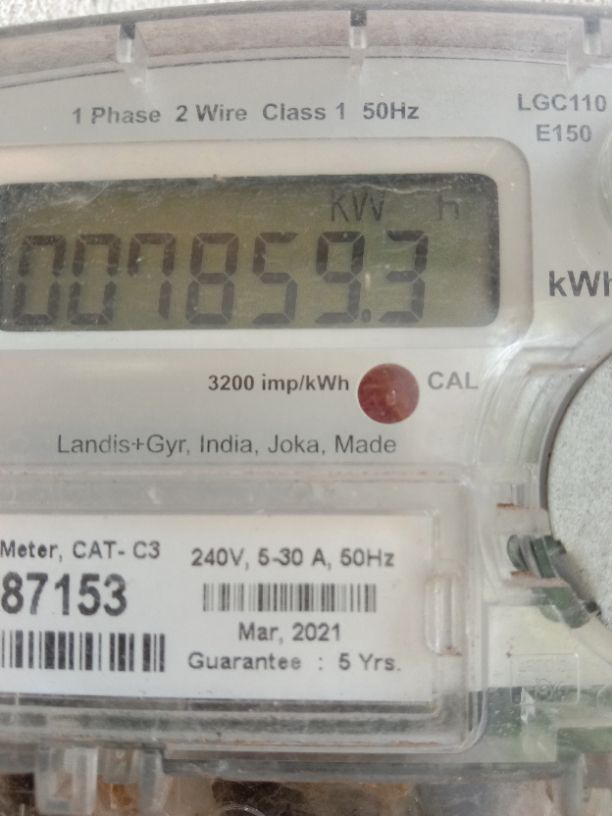 1 Phase 2 Wire Class 1 50Hz
LGC110
E150
KW h
007859.3
kWh
3200 imp/kWh
CAL
Landis+Gyr, India, Joka, Made
Meter, CAT- C3
87153
240V, 5-30 A, 50Hz
Mar, 2021
Guarantee : 5 Yrs.